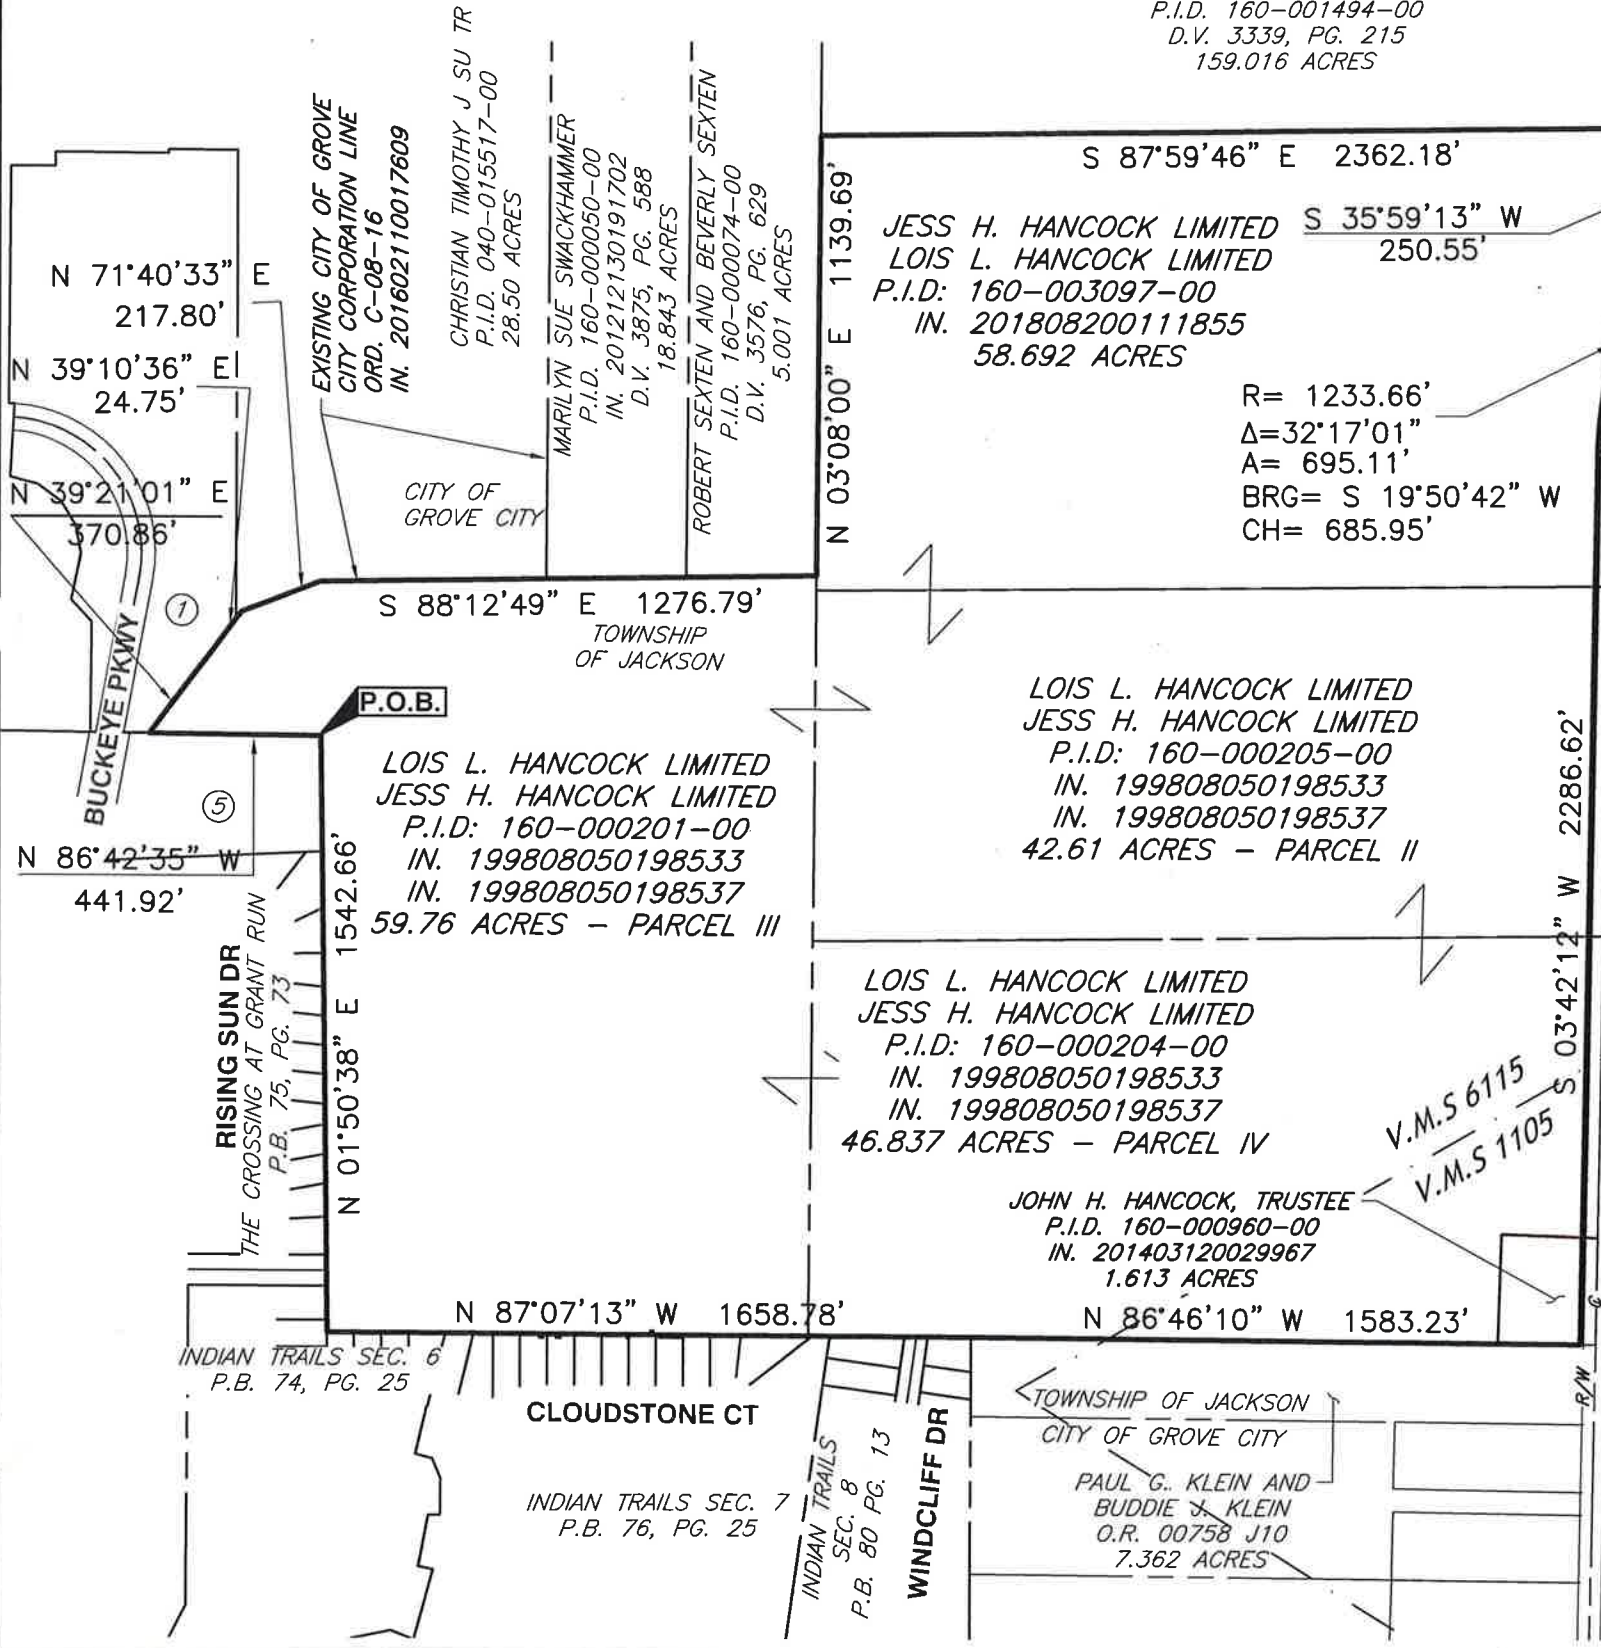 P.I.D. 160-001494-00
D.V. 3339, PG. 215
159.016 ACRES
EXISTING CITY OF GROVE
CITY CORPORATION LINE
ORD. C-08-16
IN. 201602110017609
CHRISTIAN TIMOTHY J SU TR
P.I.D. 040-015517-00
28.50 ACRES
MARILYN SUE SWACKHAMMER
P.I.D. 160-000050-00
IN. 201212130191702
D.V. 3875, PG. 588
18.843 ACRES
ROBERT SEXTEN AND BEVERLY SEXTEN
P.I.D. 160-000074-00
D.V. 3576, PG. 629
5.001 ACRES
N 03°08'00" E 1139.69'
S 87°59'46" E 2362.18'
JESS H. HANCOCK LIMITED
LOIS L. HANCOCK LIMITED
P.I.D: 160-003097-00
IN. 201808200111855
58.692 ACRES
S 35°59'13" W
250.55'
R= 1233.66'
Δ=32°17'01"
A= 695.11'
BRG= S 19°50'42" W
CH= 685.95'
N 71°40'33" E
217.80'
N 39°10'36" E
24.75'
N 39°21'01" E
370.86'
CITY OF
GROVE CITY
1
S 88°12'49" E 1276.79'
TOWNSHIP
OF JACKSON
BUCKEYE PKWY
P.O.B.
5
N 86°42'35" W
441.92'
LOIS L. HANCOCK LIMITED
JESS H. HANCOCK LIMITED
P.I.D: 160-000201-00
IN. 199808050198533
IN. 199808050198537
59.76 ACRES - PARCEL III
LOIS L. HANCOCK LIMITED
JESS H. HANCOCK LIMITED
P.I.D: 160-000205-00
IN. 199808050198533
IN. 199808050198537
42.61 ACRES - PARCEL II
S 03°42'12" W 2286.62'
N 01°50'38" E 1542.66'
RISING SUN DR
THE CROSSING AT GRANT RUN
P.B. 75, PG. 73
LOIS L. HANCOCK LIMITED
JESS H. HANCOCK LIMITED
P.I.D: 160-000204-00
IN. 199808050198533
IN. 199808050198537
46.837 ACRES - PARCEL IV
V.M.S 6115
V.M.S 1105
JOHN H. HANCOCK, TRUSTEE
P.I.D. 160-000960-00
IN. 201403120029967
1.613 ACRES
N 87°07'13" W 1658.78'
N 86°46'10" W 1583.23'
INDIAN TRAILS SEC. 6
P.B. 74, PG. 25
CLOUDSTONE CT
INDIAN TRAILS SEC. 7
P.B. 76, PG. 25
INDIAN TRAILS
SEC. 8
P.B. 80 PG. 13
WINDCLIFF DR
TOWNSHIP OF JACKSON
CITY OF GROVE CITY
PAUL G. KLEIN AND
BUDDIE J. KLEIN
O.R. 00758 J10
7.362 ACRES
R/W